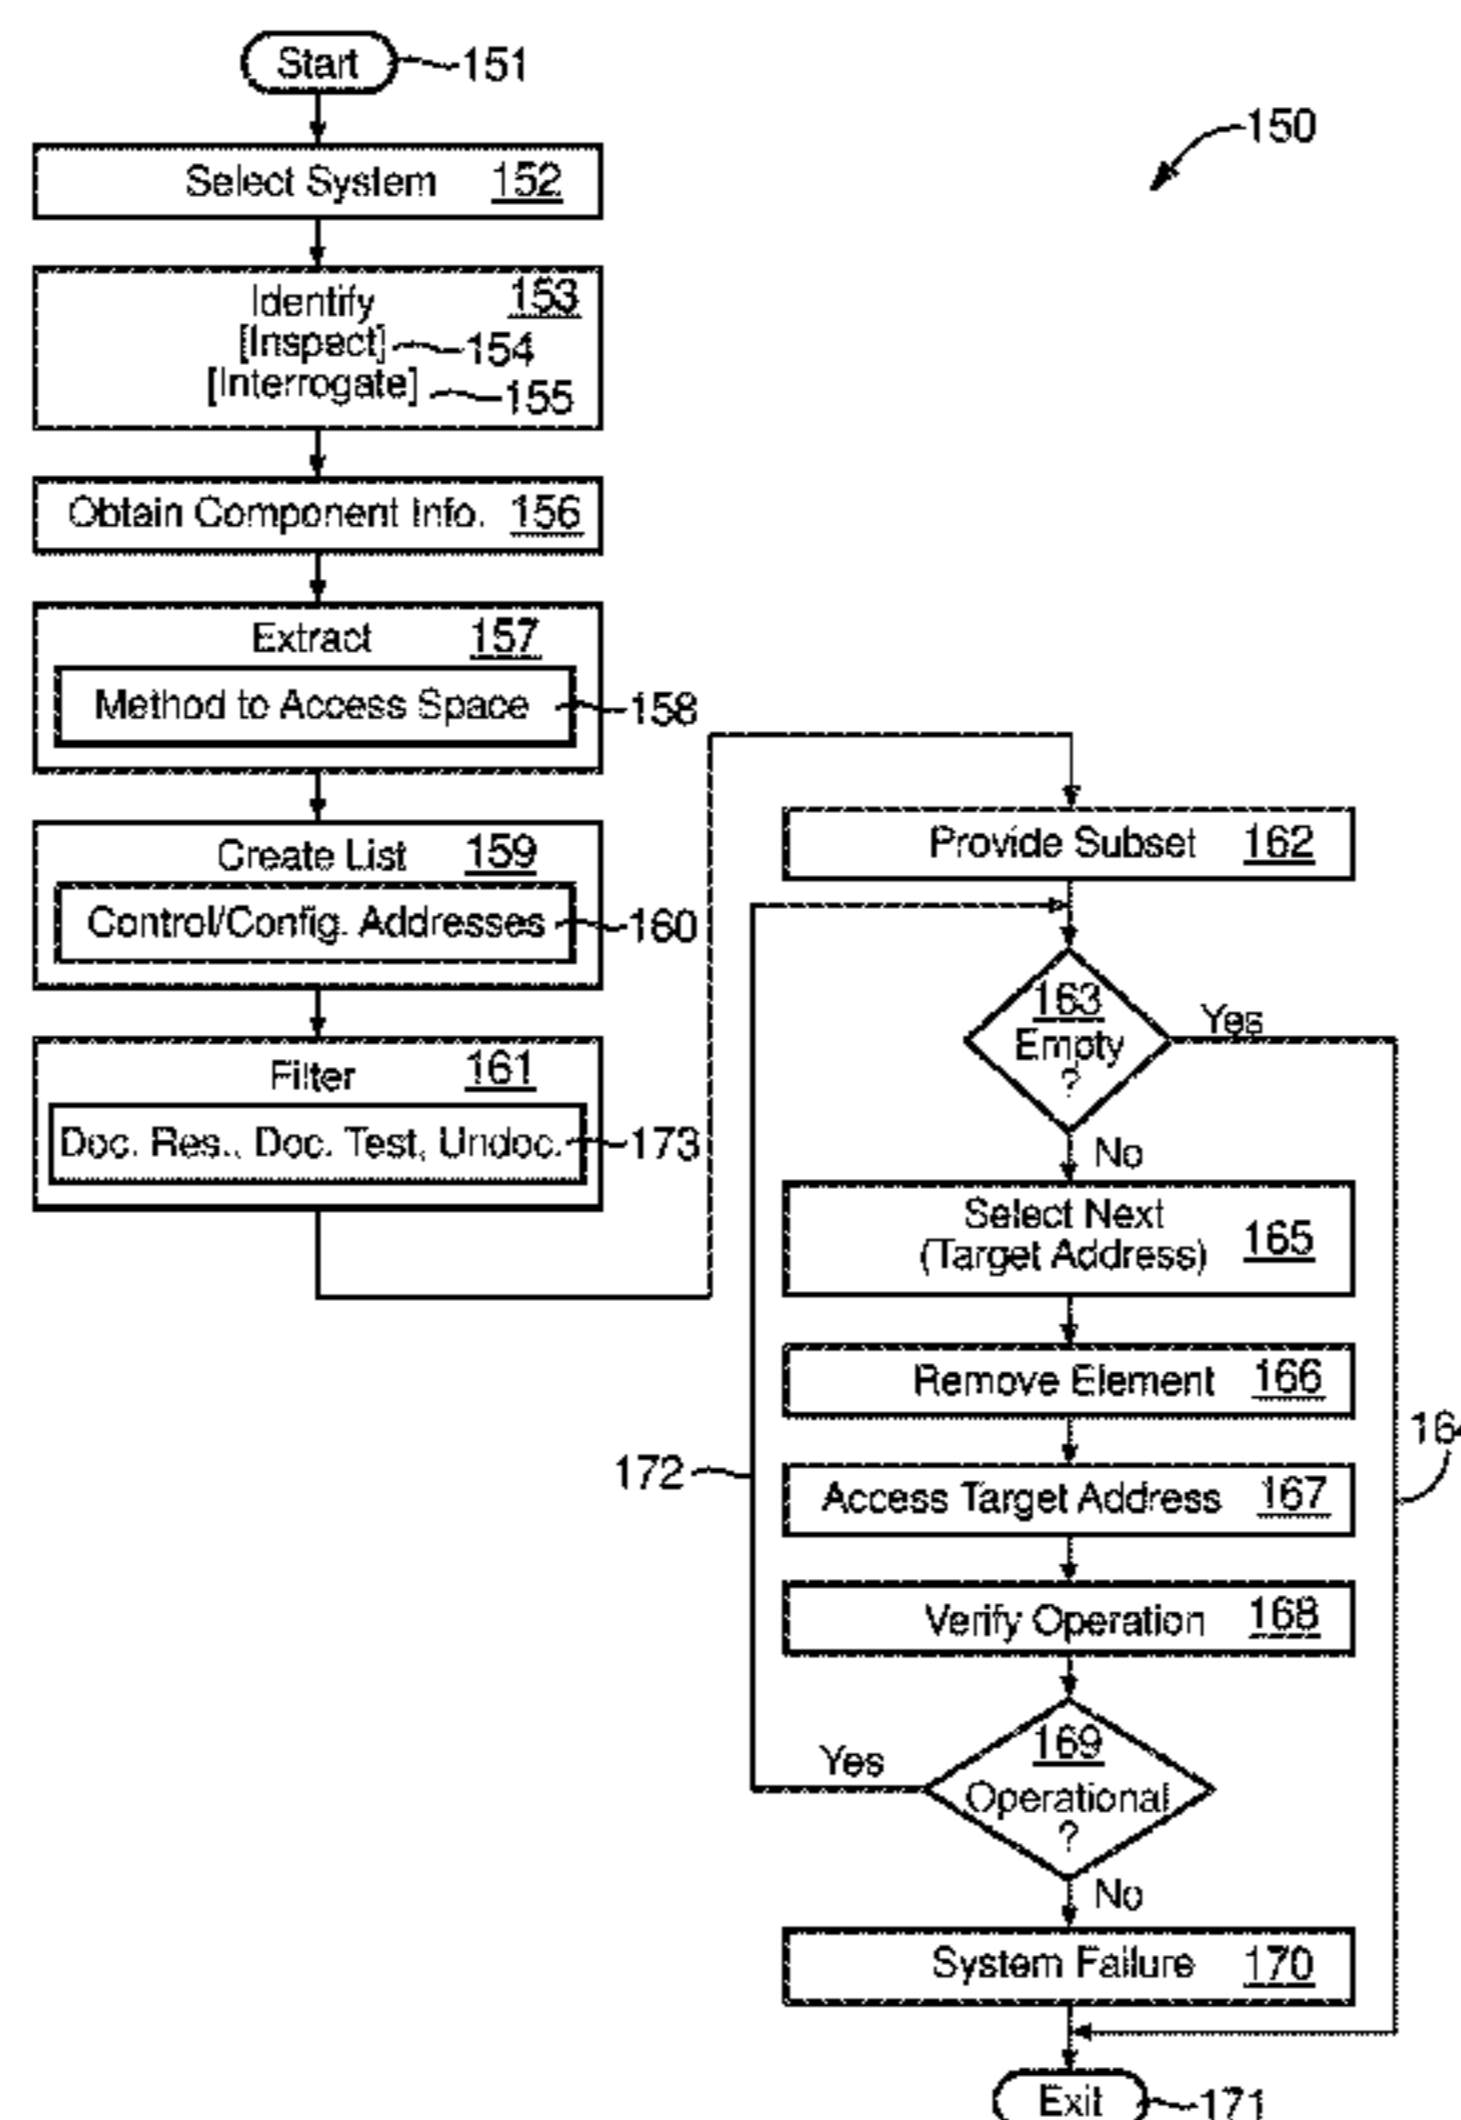 Start 151
150
Select System 152
Identify 153
[Inspect] 154
[Interrogate] 155
Obtain Component Info. 156
Extract 157
Method to Access Space 158
Create List 159
Control/Config. Addresses 160
Filter 161
Doc. Res., Doc. Test, Undoc. 173
Provide Subset 162
163
Empty
?
Yes
No
Select Next
(Target Address) 165
Remove Element 166
172
Access Target Address 167
Verify Operation 168
169
Operational
?
Yes
No
System Failure 170
Exit 171